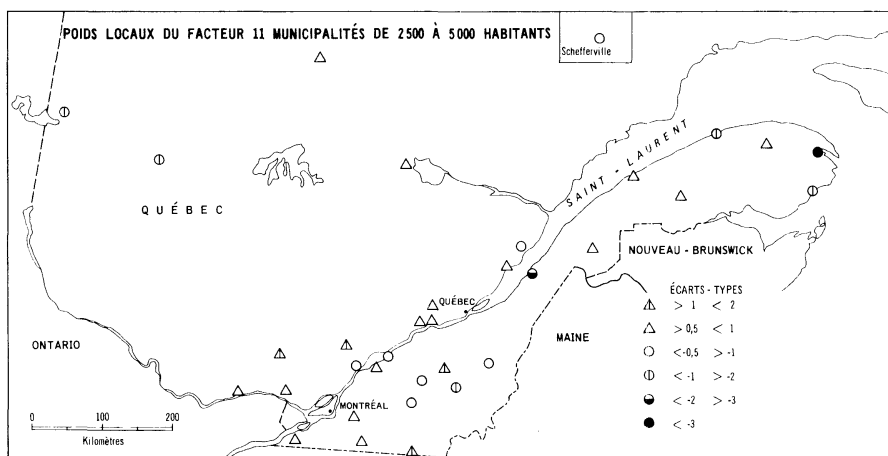 POIDS LOCAUX DU FACTEUR 11 MUNICIPALITÉS DE 2500 À 5000 HABITANTS
Schefferville
SAINT - LAURENT
QUÉBEC
NOUVEAU - BRUNSWICK
QUÉBEC
ÉCARTS - TYPES
> 1 < 2
> 0,5 < 1
<-0,5 > -1
< -1 > -2
< -2 > -3
< -3
MAINE
ONTARIO
MONTRÉAL
0 100 200
Kilomètres